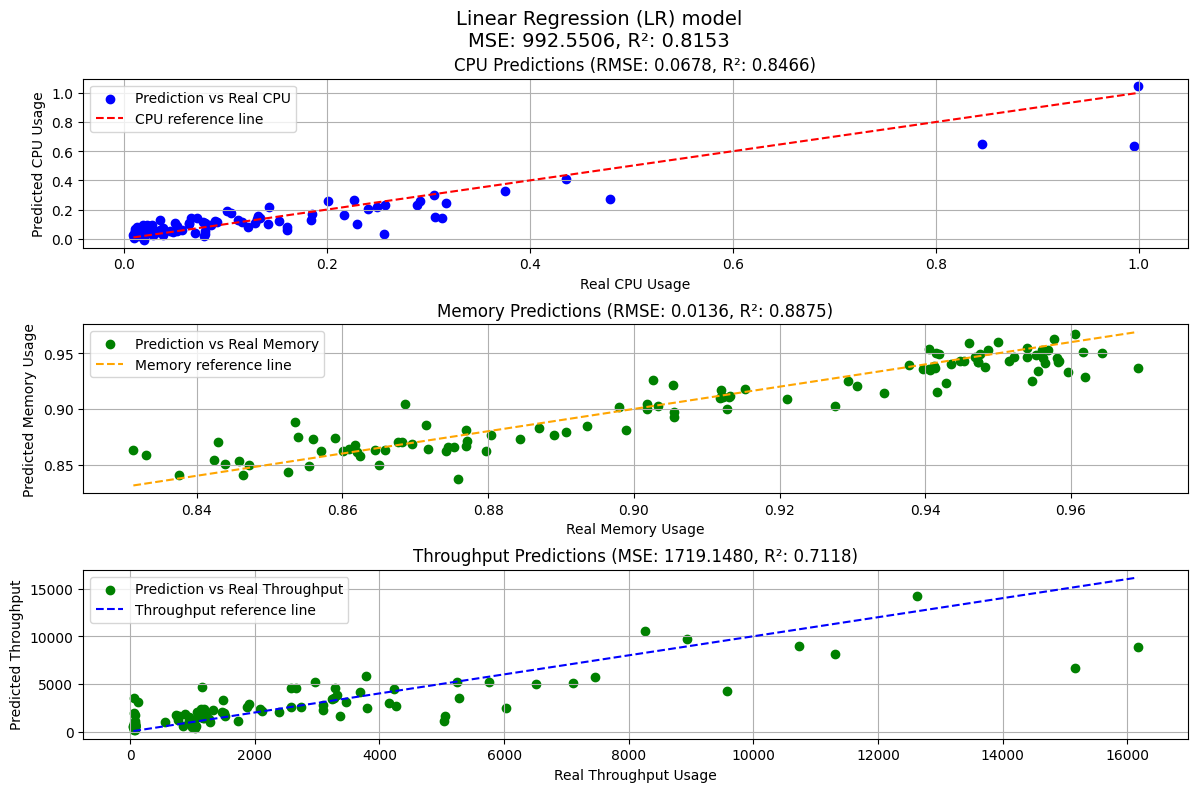 Linear Regression (LR) model
MSE: 992.5506, R²: 0.8153
CPU Predictions (RMSE: 0.0678, R²: 0.8466)
Predicted CPU Usage
1.0
0.8
0.6
0.4
0.2
0.0
Prediction vs Real CPU
CPU reference line
0.0 0.2 0.4 0.6 0.8 1.0
Real CPU Usage
Memory Predictions (RMSE: 0.0136, R²: 0.8875)
Predicted Memory Usage
0.95
0.90
0.85
Prediction vs Real Memory
Memory reference line
0.84 0.86 0.88 0.90 0.92 0.94 0.96
Real Memory Usage
Throughput Predictions (MSE: 1719.1480, R²: 0.7118)
Predicted Throughput
15000
10000
5000
0
Prediction vs Real Throughput
Throughput reference line
0 2000 4000 6000 8000 10000 12000 14000 16000
Real Throughput Usage